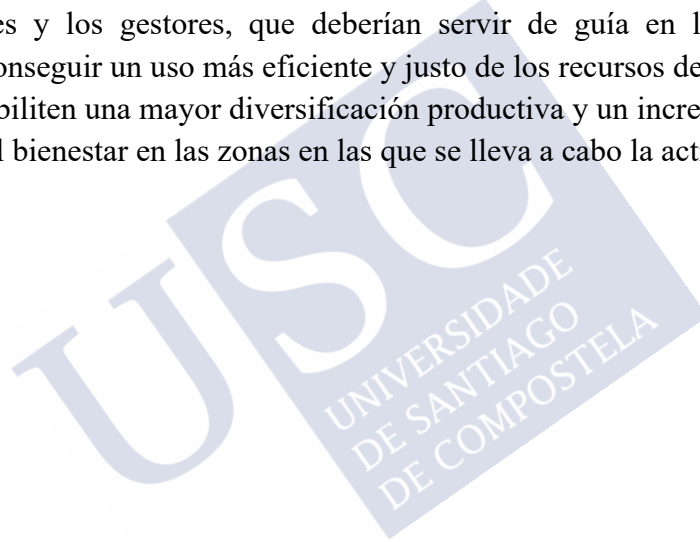 es y los gestores, que deberían servir de guía en l
onseguir un uso más eficiente y justo de los recursos de
biliten una mayor diversificación productiva y un incre
l bienestar en las zonas en las que se lleva a cabo la act
USC
UNIVERSIDADE
DE SANTIAGO
DE COMPOSTELA